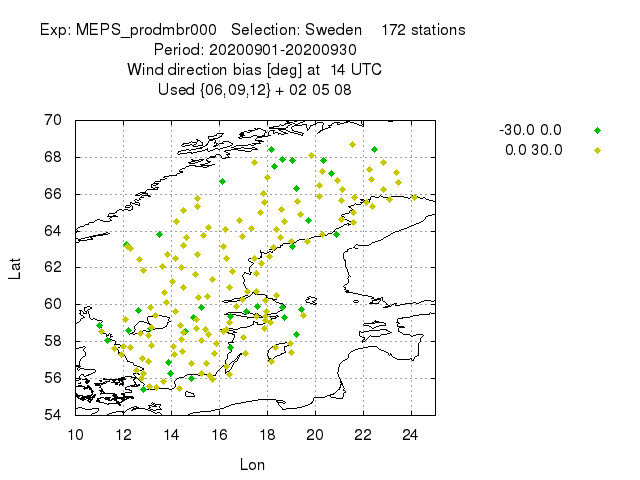 Exp: MEPS_prodmbr000   Selection: Sweden    172 stations
Period: 20200901-20200930
Wind direction bias [deg] at  14 UTC
Used {06,09,12} + 02 05 08
-30.0 0.0
0.0 30.0
70
68
66
64
62
60
58
56
54
Lat
10 12 14 16 18 20 22 24
Lon